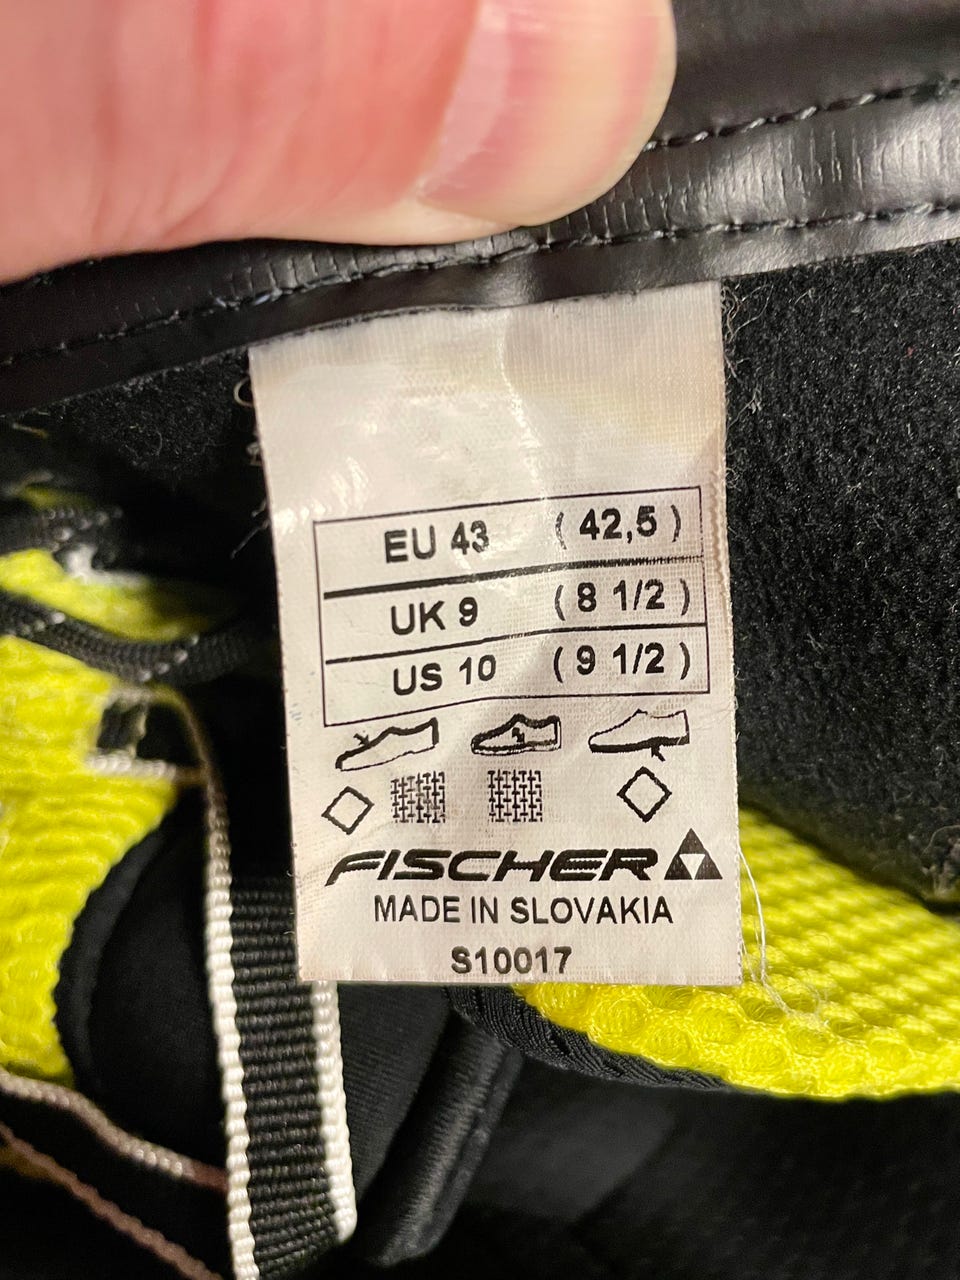 EU 43 ( 42,5 )
UK 9 ( 8 1/2 )
US 10 ( 9 1/2 )
FISCHER
MADE IN SLOVAKIA
S10017